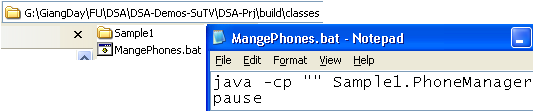 G:\GiangDay\FU\DSA\DSA-Demos-SuTV\DSA-Prj\build\classes
Sample1
MangePhones.bat
MangePhones.bat - Notepad
File Edit Format View Help
java -cp "" Sample1.PhoneManager
pause